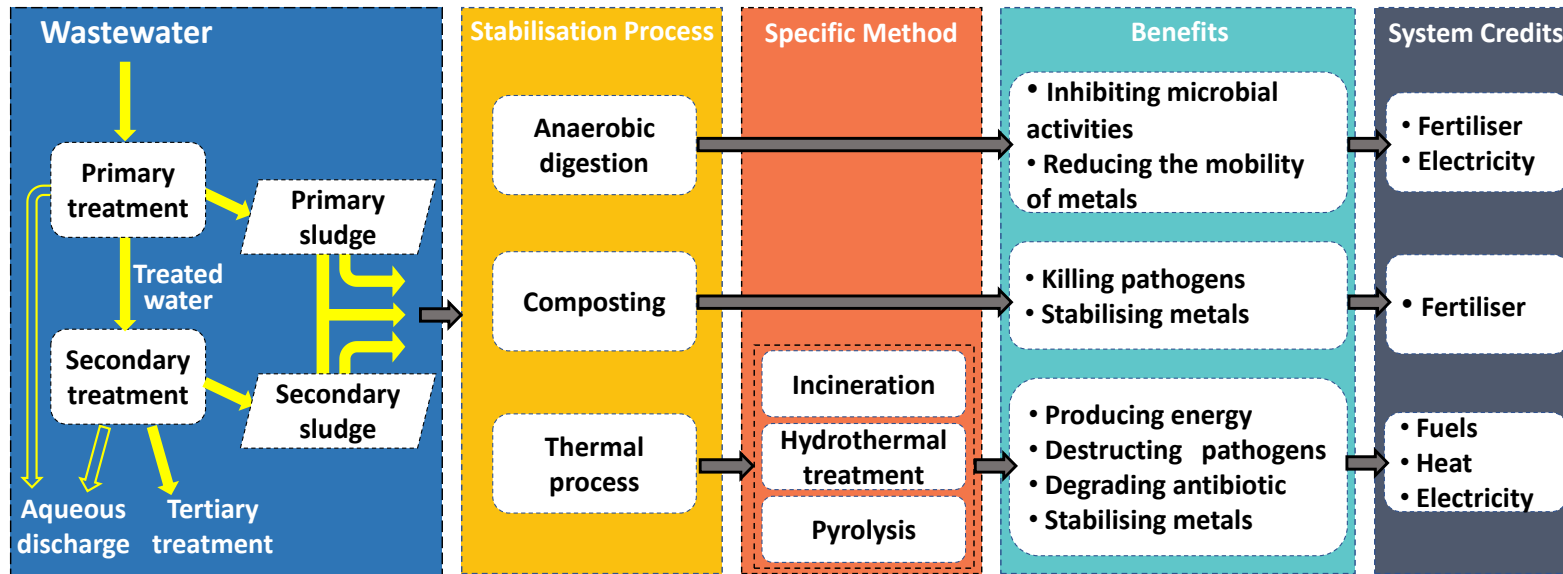 Wastewater
Primary
treatment
Primary
sludge
Treated
water
Secondary
treatment
Secondary
sludge
Aqueous
discharge
Tertiary
treatment
Stabilisation Process
Anaerobic
digestion
Composting
Thermal
process
Specific Method
Incineration
Hydrothermal
treatment
Pyrolysis
Benefits
• Inhibiting microbial
activities
• Reducing the mobility
of metals
• Killing pathogens
• Stabilising metals
• Producing energy
• Destructing pathogens
• Degrading antibiotic
• Stabilising metals
System Credits
• Fertiliser
• Electricity
• Fertiliser
• Fuels
• Heat
• Electricity